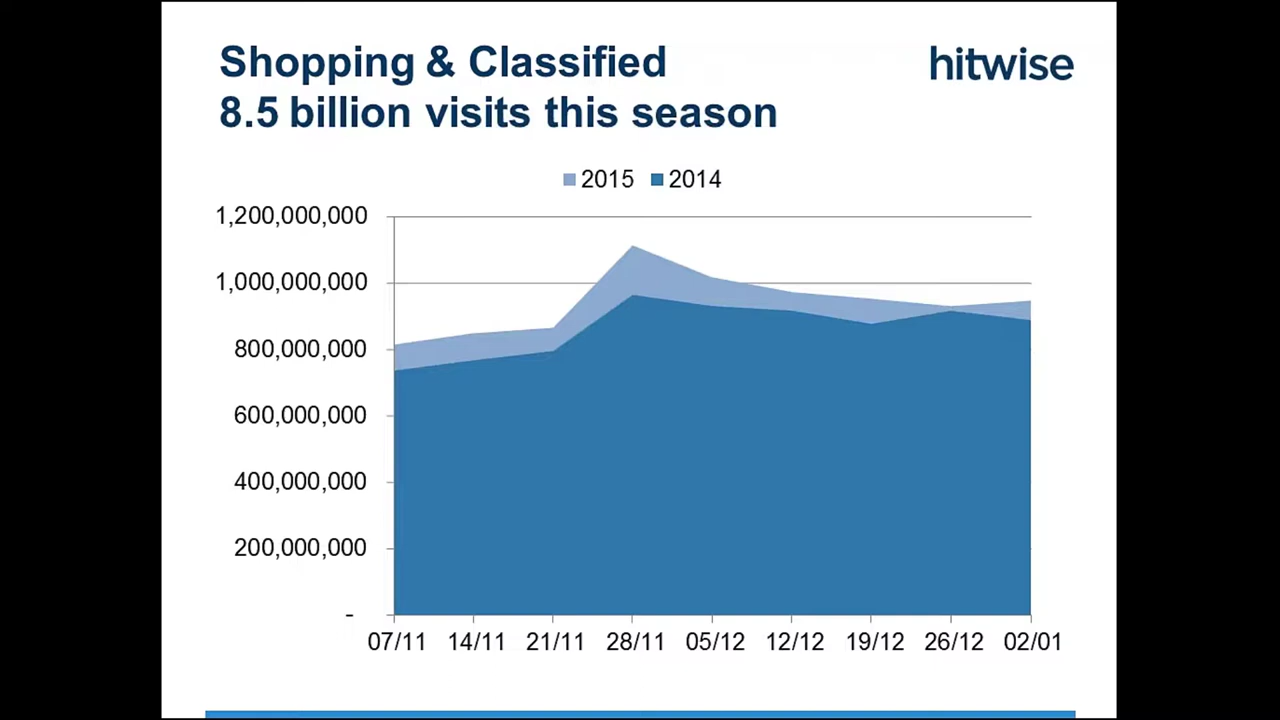 Shopping & Classified
8.5 billion visits this season
hitwise
2015 2014
1,200,000,000
1,000,000,000
800,000,000
600,000,000
400,000,000
200,000,000
-
07/11 14/11 21/11 28/11 05/12 12/12 19/12 26/12 02/01